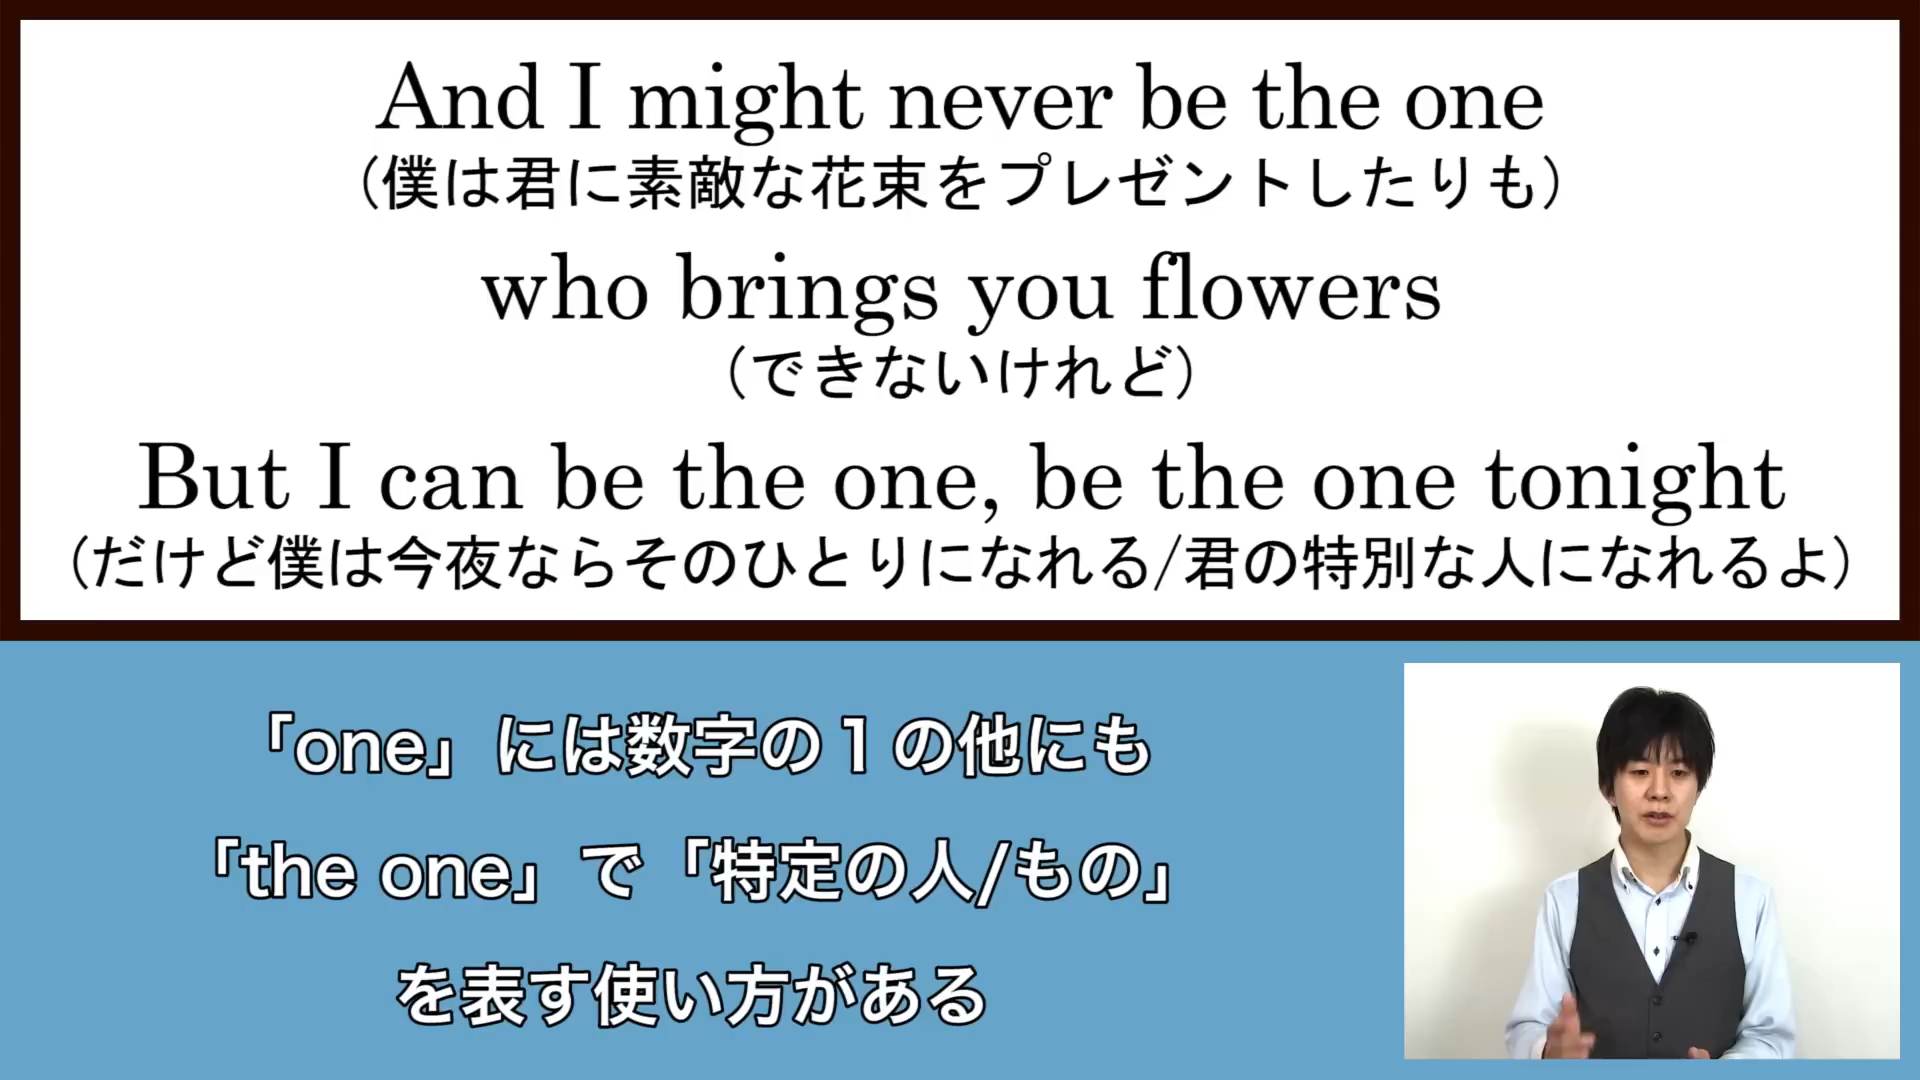 And I might never be the one
（僕は君に素敵な花束をプレゼントしたりも）
who brings you flowers
（できないけれど）
But I can be the one, be the one tonight
（だけど僕は今夜ならそのひとりになれる/君の特別な人になれるよ）
「one」には数字の１の他にも
「the one」で「特定の人/もの」
を表す使い方がある